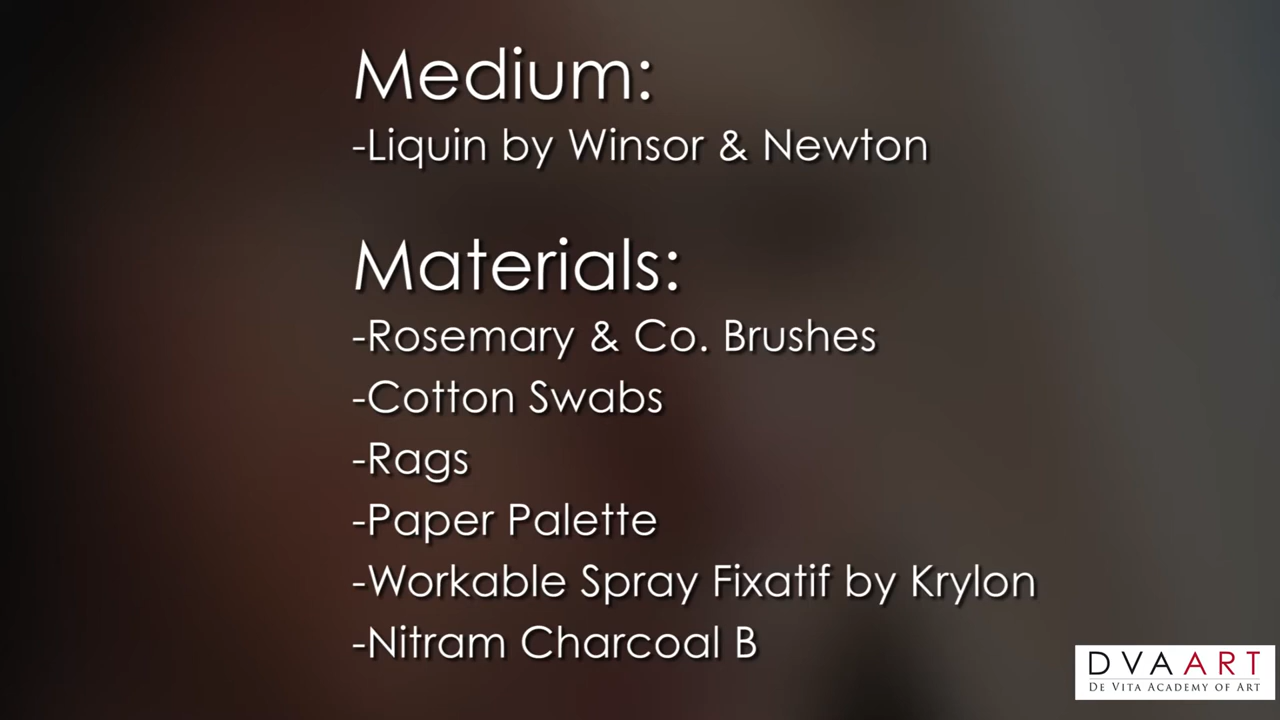 Medium:
-Liquin by Winsor & Newton
Materials:
-Rosemary & Co. Brushes
-Cotton Swabs
-Rags
-Paper Palette
-Workable Spray Fixatif by Krylon
-Nitram Charcoal B
DVAART
DE VITA ACADEMY OF ART